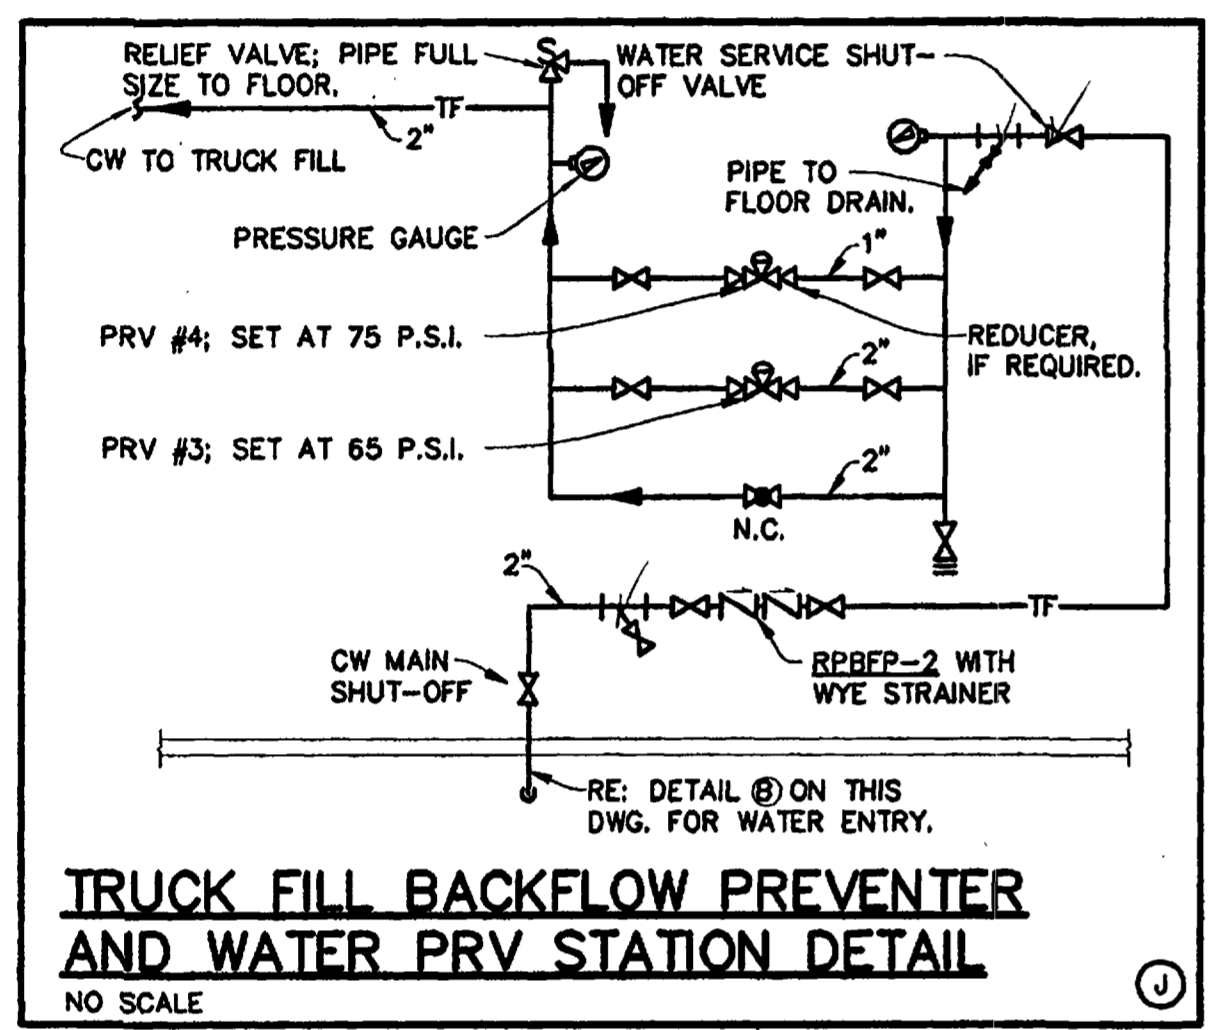 RELIEF VALVE; PIPE FULL
SIZE TO FLOOR.
S
WATER SERVICE SHUT-
OFF VALVE
TF
2"
CW TO TRUCK FILL
PIPE TO
FLOOR DRAIN.
PRESSURE GAUGE
1"
PRV #4; SET AT 75 P.S.I.
REDUCER,
IF REQUIRED.
2"
PRV #3; SET AT 65 P.S.I.
2"
N.C.
2"
TF
CW MAIN
SHUT-OFF
RPBFP-2 WITH
WYE STRAINER
RE: DETAIL B ON THIS
DWG. FOR WATER ENTRY.
TRUCK FILL BACKFLOW PREVENTER
AND WATER PRV STATION DETAIL
NO SCALE
J